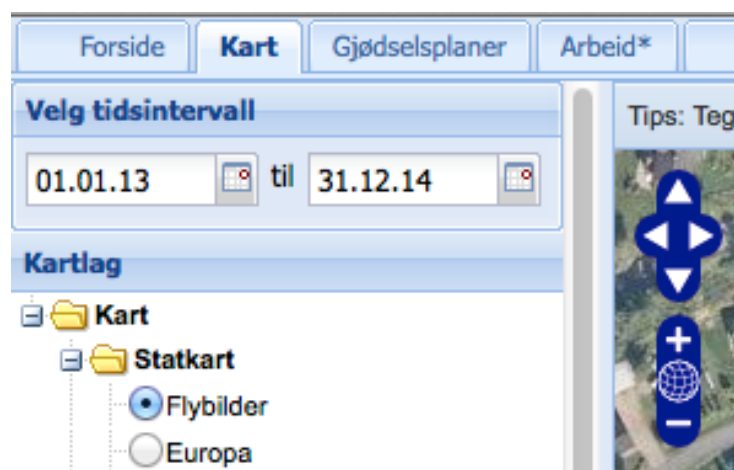 Forside Kart Gjødselsplaner Arbeid*
Velg tidsintervall
Tips: Teg
01.01.13 til 31.12.14
Kartlag
Kart
Statkart
Flybilder
Europa